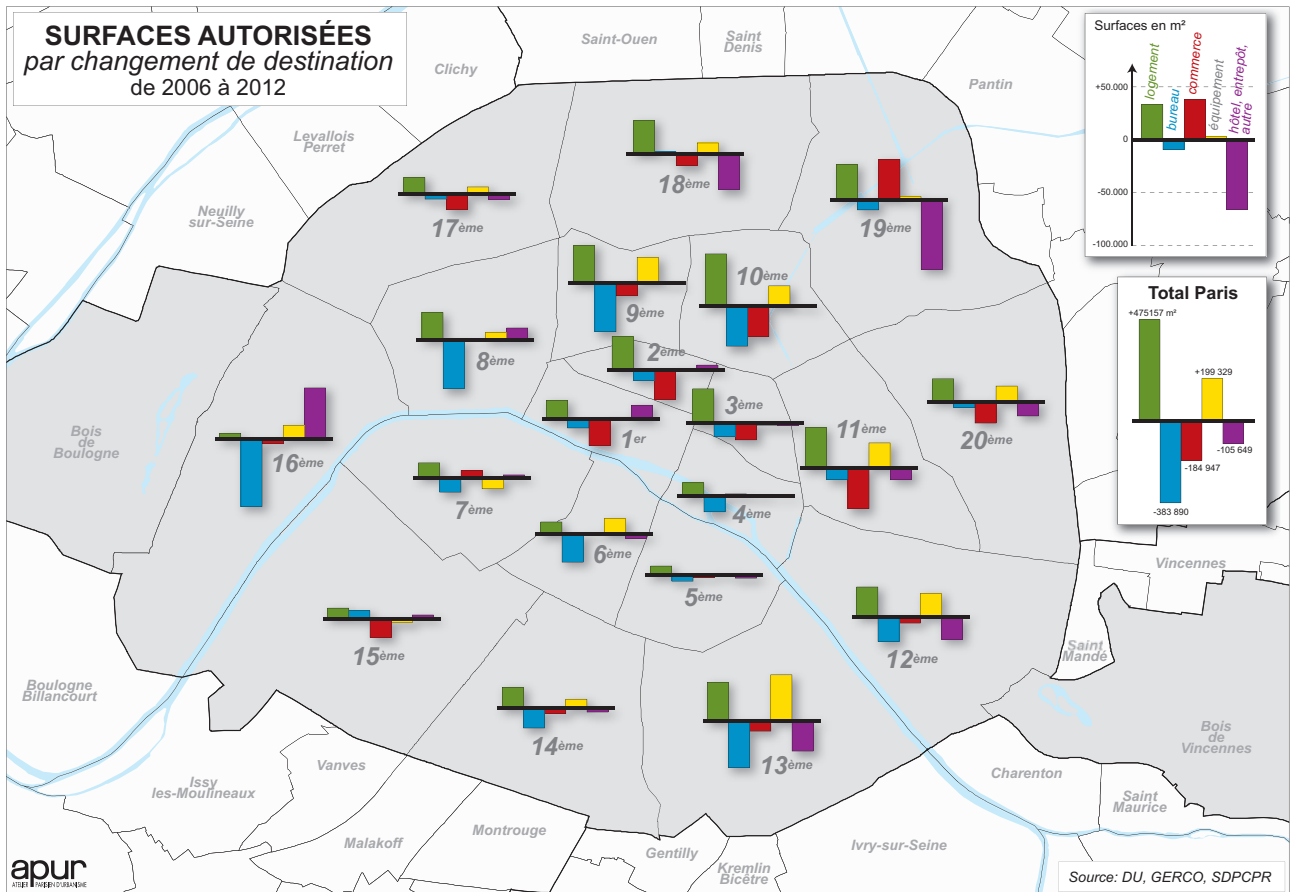 SURFACES AUTORISÉES
par changement de destination
de 2006 à 2012
Saint-Ouen
Saint
Denis
Clichy
Pantin
Levallois
Perret
Neuilly
sur-Seine
Surfaces en m²
logement
bureau
commerce
équipement
hôtel, entrepôt,
autre
+50.000
0
-50.000
-100.000
18ème
17ème
19ème
10ème
9ème
8ème
2ème
3ème
1er
11ème
20ème
16ème
7ème
4ème
6ème
5ème
15ème
12ème
14ème
13ème
Total Paris
+475157 m²
+199 329
-105 649
-184 947
-383 890
Bois
de
Boulogne
Vincennes
Saint
Mandé
Boulogne
Billancourt
Bois
de
Vincennes
Vanves
Issy
les-Moulineaux
Charenton
Saint
Maurice
Montrouge
Malakoff
Gentilly
Kremlin
Bicêtre
Ivry-sur-Seine
apur
ATELIER PARISIEN D'URBANISME
Source: DU, GERCO, SDPCPR